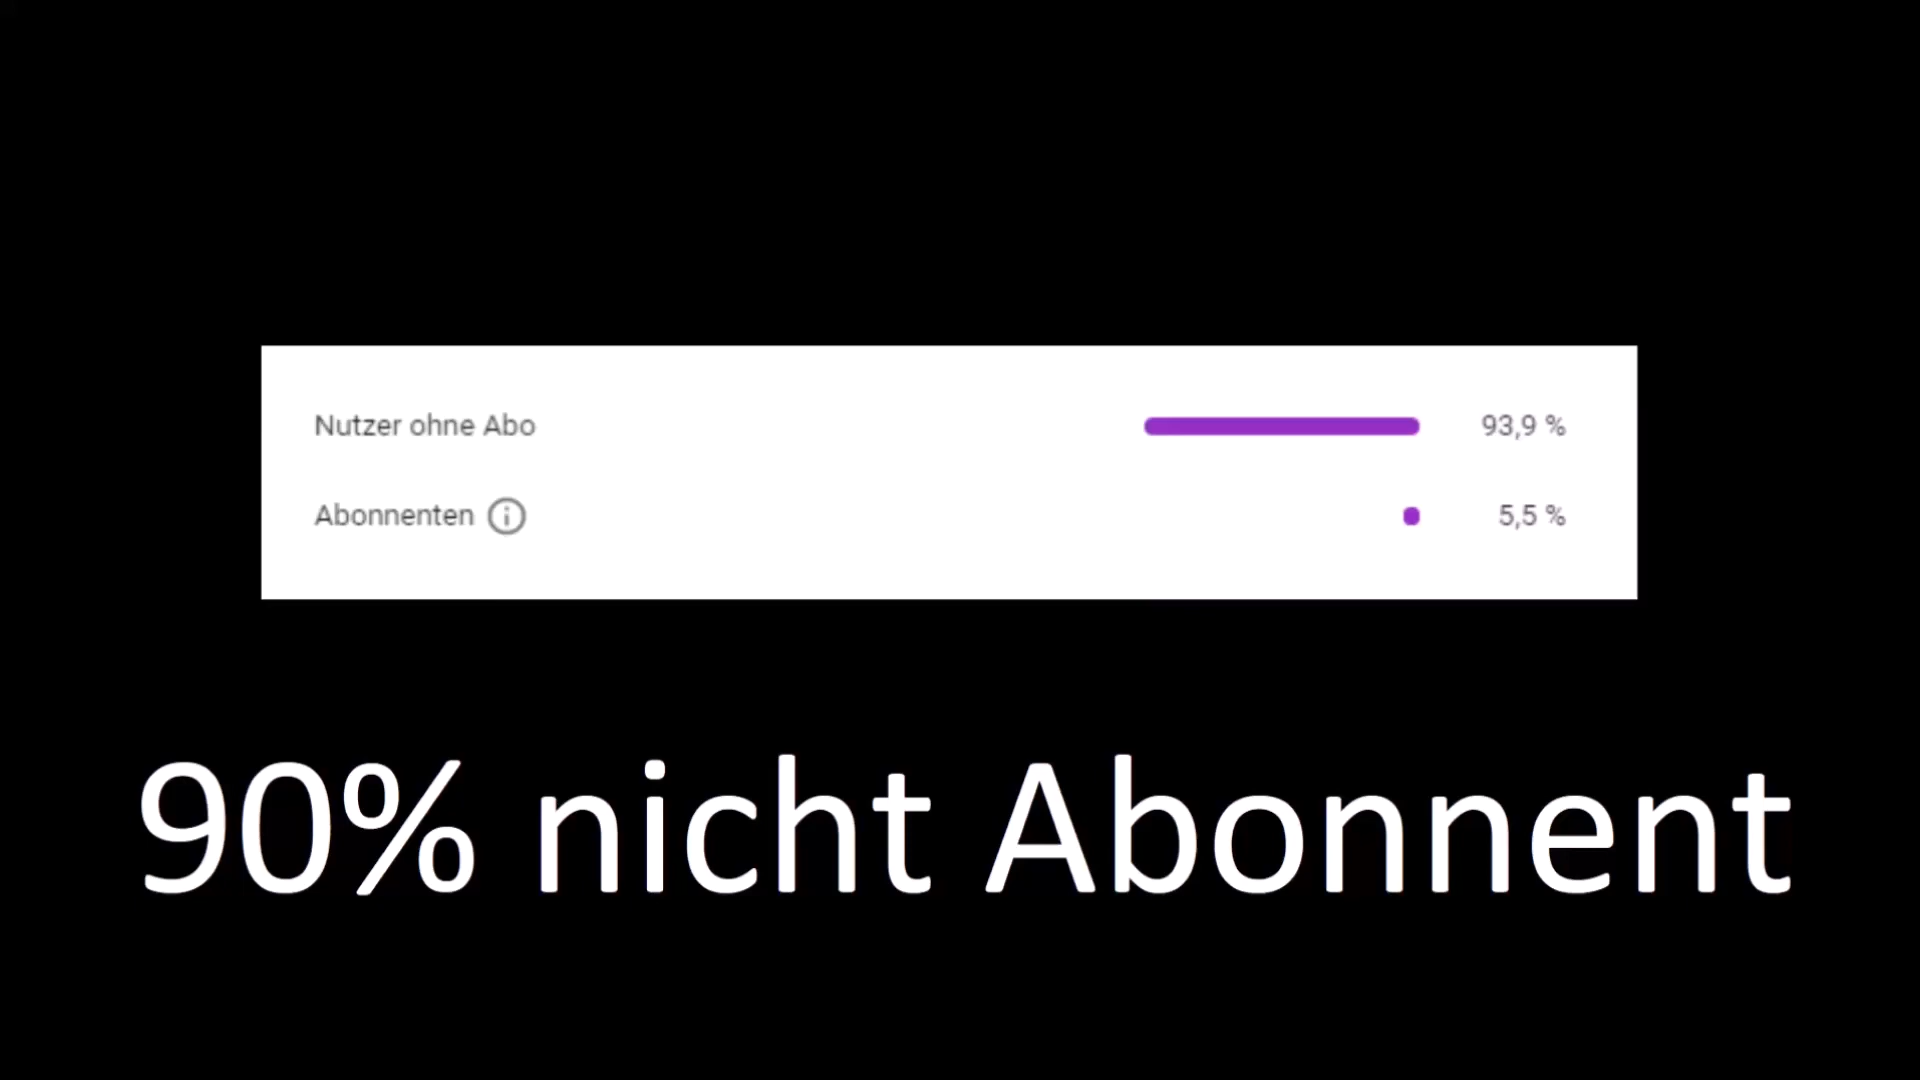 Nutzer ohne Abo 93,9 %
Abonnenten 5,5 %
90% nicht Abonnent